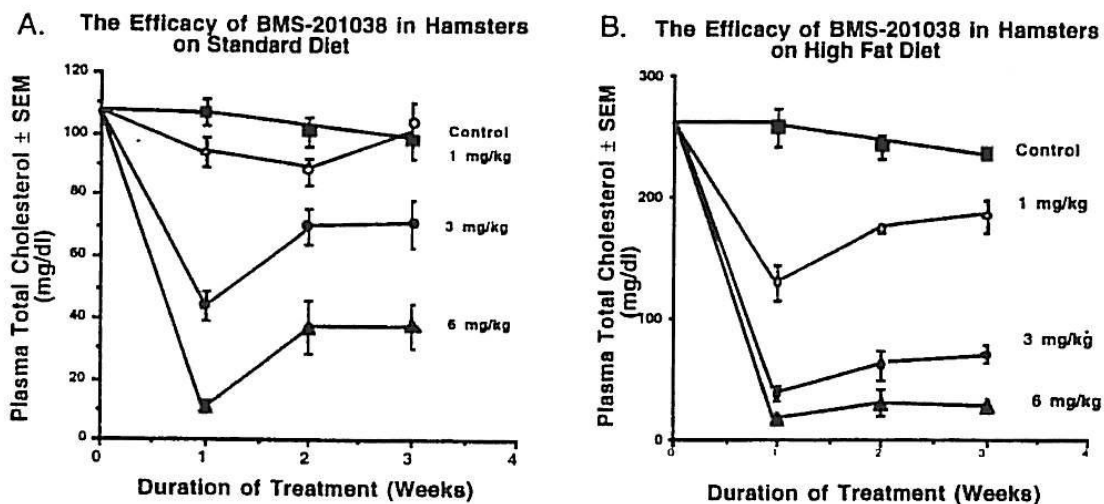 A. The Efficacy of BMS-201038 in Hamsters
on Standard Diet
Plasma Total Cholesterol ± SEM
(mg/dl)
120
100
80
60
40
20
0
Control
1 mg/kg
3 mg/kg
6 mg/kg
0 1 2 3 4
Duration of Treatment (Weeks)
B. The Efficacy of BMS-201038 in Hamsters
on High Fat Diet
Plasma Total Cholesterol ± SEM
(mg/dl)
300
200
100
0
Control
1 mg/kg
3 mg/kg
6 mg/kg
0 1 2 3 4
Duration of Treatment (Weeks)